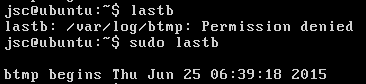 jsc@ubuntu:~$ lastb
lastb: /var/log/btmp: Permission denied
jsc@ubuntu:~$ sudo lastb
btmp begins Thu Jun 25 06:39:18 2015